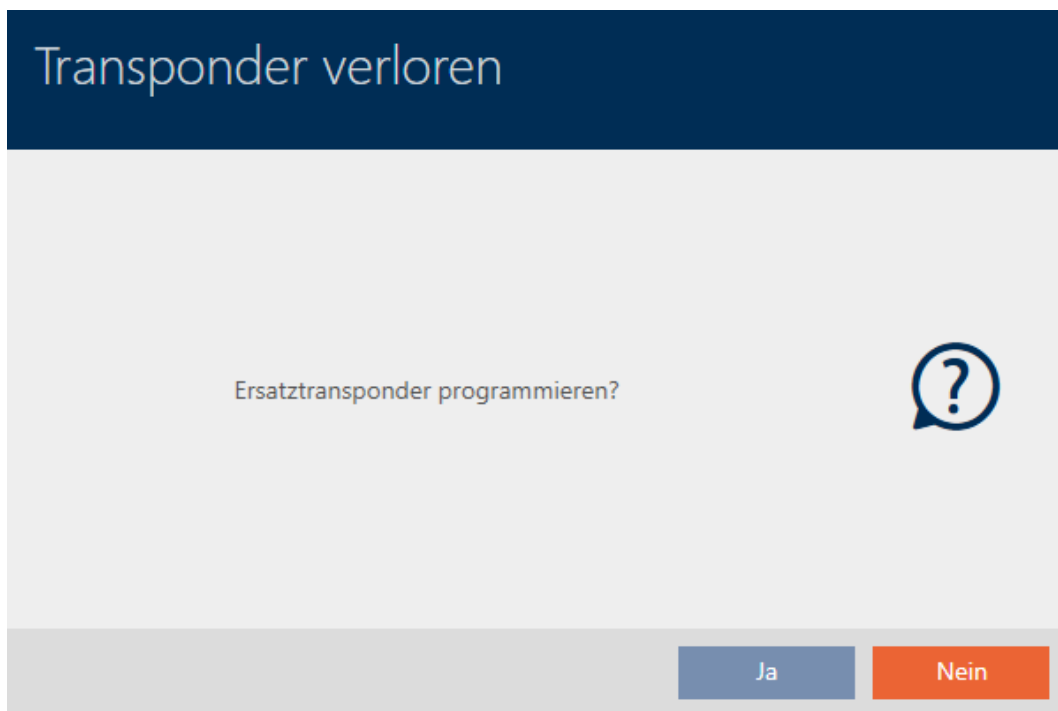 Transponder verloren
Ersatztransponder programmieren?
?
Ja
Nein